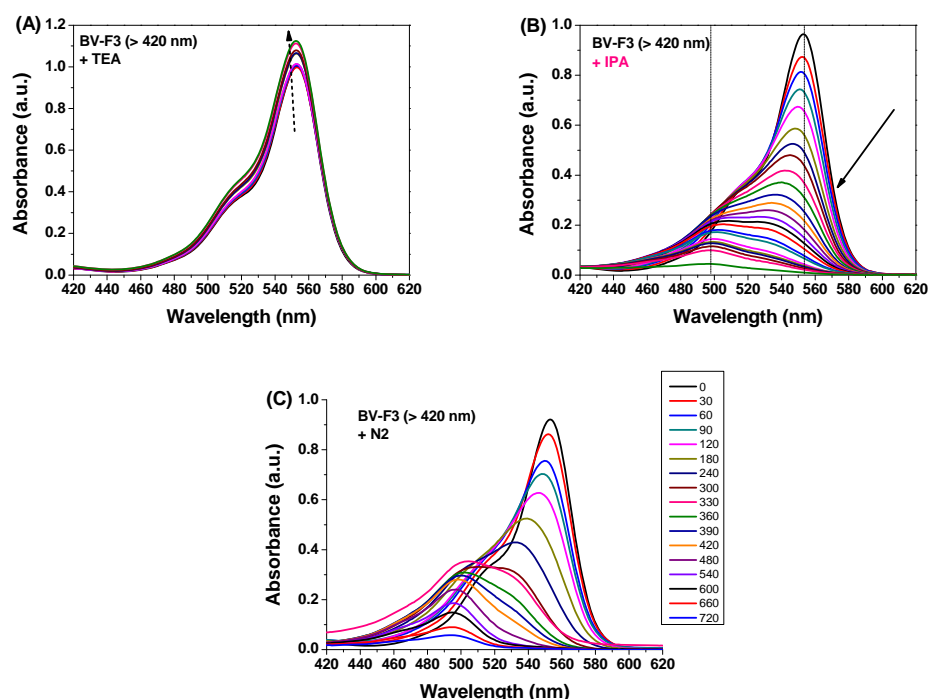 (A)
BV-F3 (> 420 nm)
+ TEA
1.2
1.0
0.8
0.6
0.4
0.2
0.0
420 440 460 480 500 520 540 560 580 600 620
Absorbance (a.u.)
Wavelength (nm)
(B)
BV-F3 (> 420 nm)
+ IPA
1.0
0.8
0.6
0.4
0.2
0.0
420 440 460 480 500 520 540 560 580 600 620
Absorbance (a.u.)
Wavelength (nm)
(C)
BV-F3 (> 420 nm)
+ N2
1.0
0.8
0.6
0.4
0.2
0.0
420 440 460 480 500 520 540 560 580 600 620
Absorbance (a.u.)
Wavelength (nm)
0
30
60
90
120
180
240
300
330
360
390
420
480
540
600
660
720